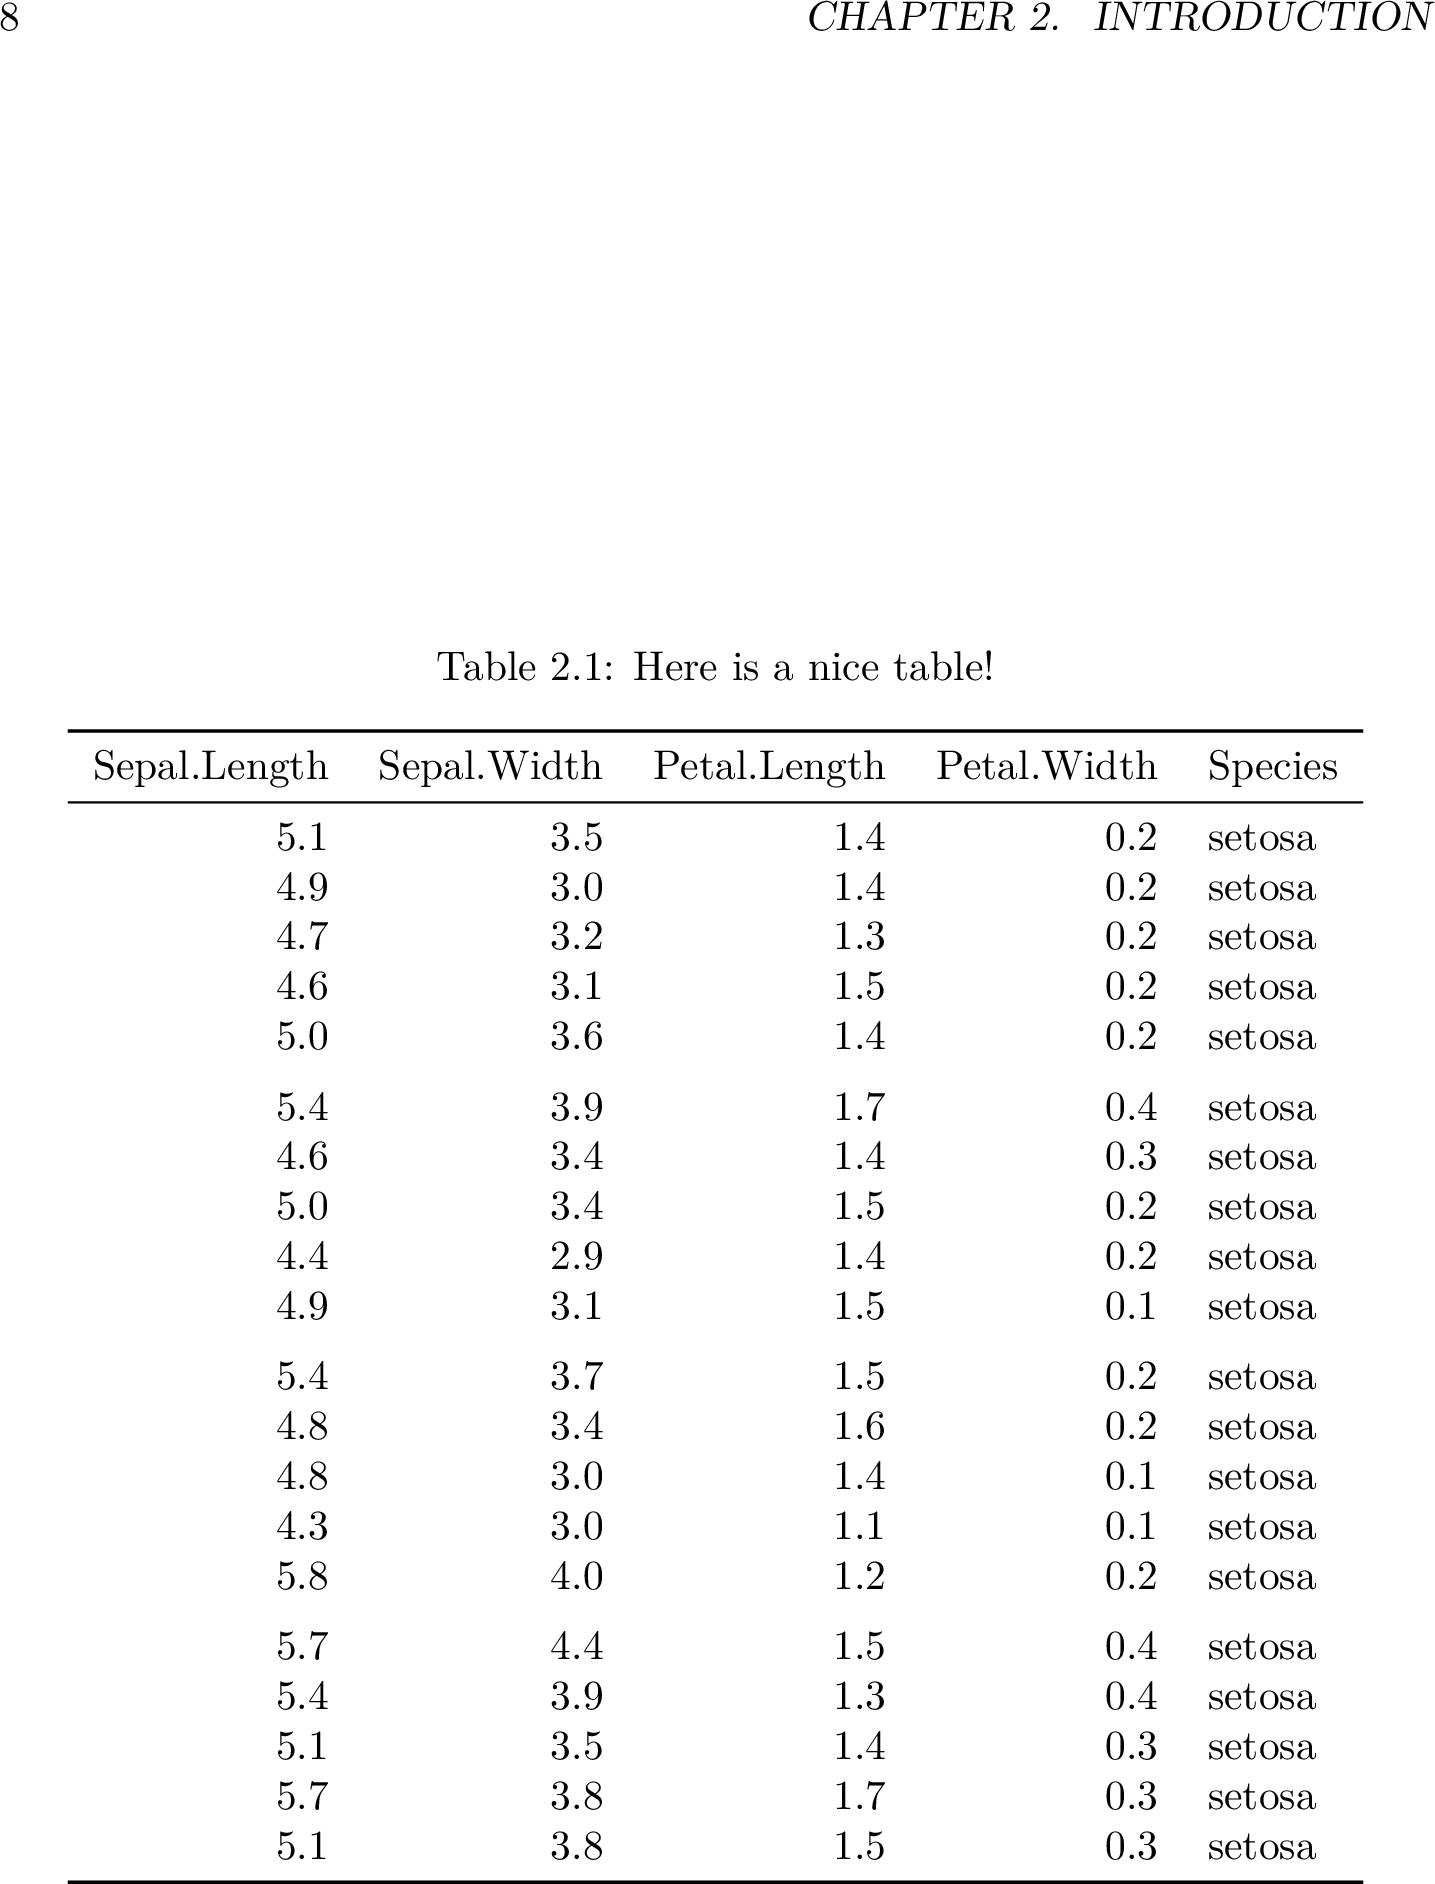 8 CHAPTER 2. INTRODUCTION
Table 2.1: Here is a nice table!
Sepal.Length Sepal.Width Petal.Length Petal.Width Species
5.1 3.5 1.4 0.2 setosa
4.9 3.0 1.4 0.2 setosa
4.7 3.2 1.3 0.2 setosa
4.6 3.1 1.5 0.2 setosa
5.0 3.6 1.4 0.2 setosa
5.4 3.9 1.7 0.4 setosa
4.6 3.4 1.4 0.3 setosa
5.0 3.4 1.5 0.2 setosa
4.4 2.9 1.4 0.2 setosa
4.9 3.1 1.5 0.1 setosa
5.4 3.7 1.5 0.2 setosa
4.8 3.4 1.6 0.2 setosa
4.8 3.0 1.4 0.1 setosa
4.3 3.0 1.1 0.1 setosa
5.8 4.0 1.2 0.2 setosa
5.7 4.4 1.5 0.4 setosa
5.4 3.9 1.3 0.4 setosa
5.1 3.5 1.4 0.3 setosa
5.7 3.8 1.7 0.3 setosa
5.1 3.8 1.5 0.3 setosa